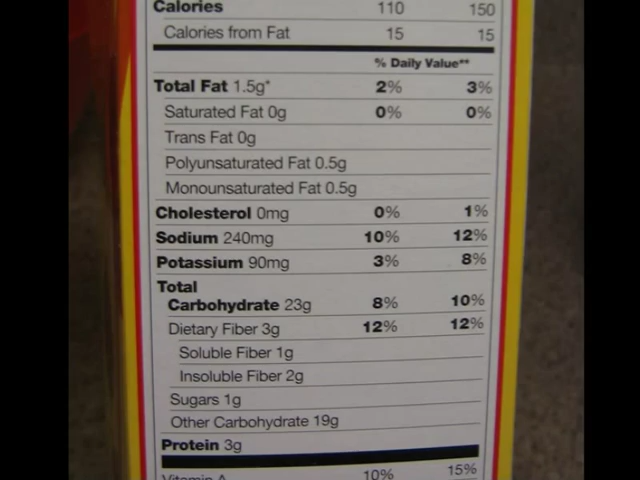 Calories 110 150
Calories from Fat 15 15
% Daily Value**
Total Fat 1.5g* 2% 3%
Saturated Fat 0g 0% 0%
Trans Fat 0g
Polyunsaturated Fat 0.5g
Monounsaturated Fat 0.5g
Cholesterol 0mg 0% 1%
Sodium 240mg 10% 12%
Potassium 90mg 3% 8%
Total
Carbohydrate 23g 8% 10%
Dietary Fiber 3g 12% 12%
Soluble Fiber 1g
Insoluble Fiber 2g
Sugars 1g
Other Carbohydrate 19g
Protein 3g
Vitamin A 10% 15%